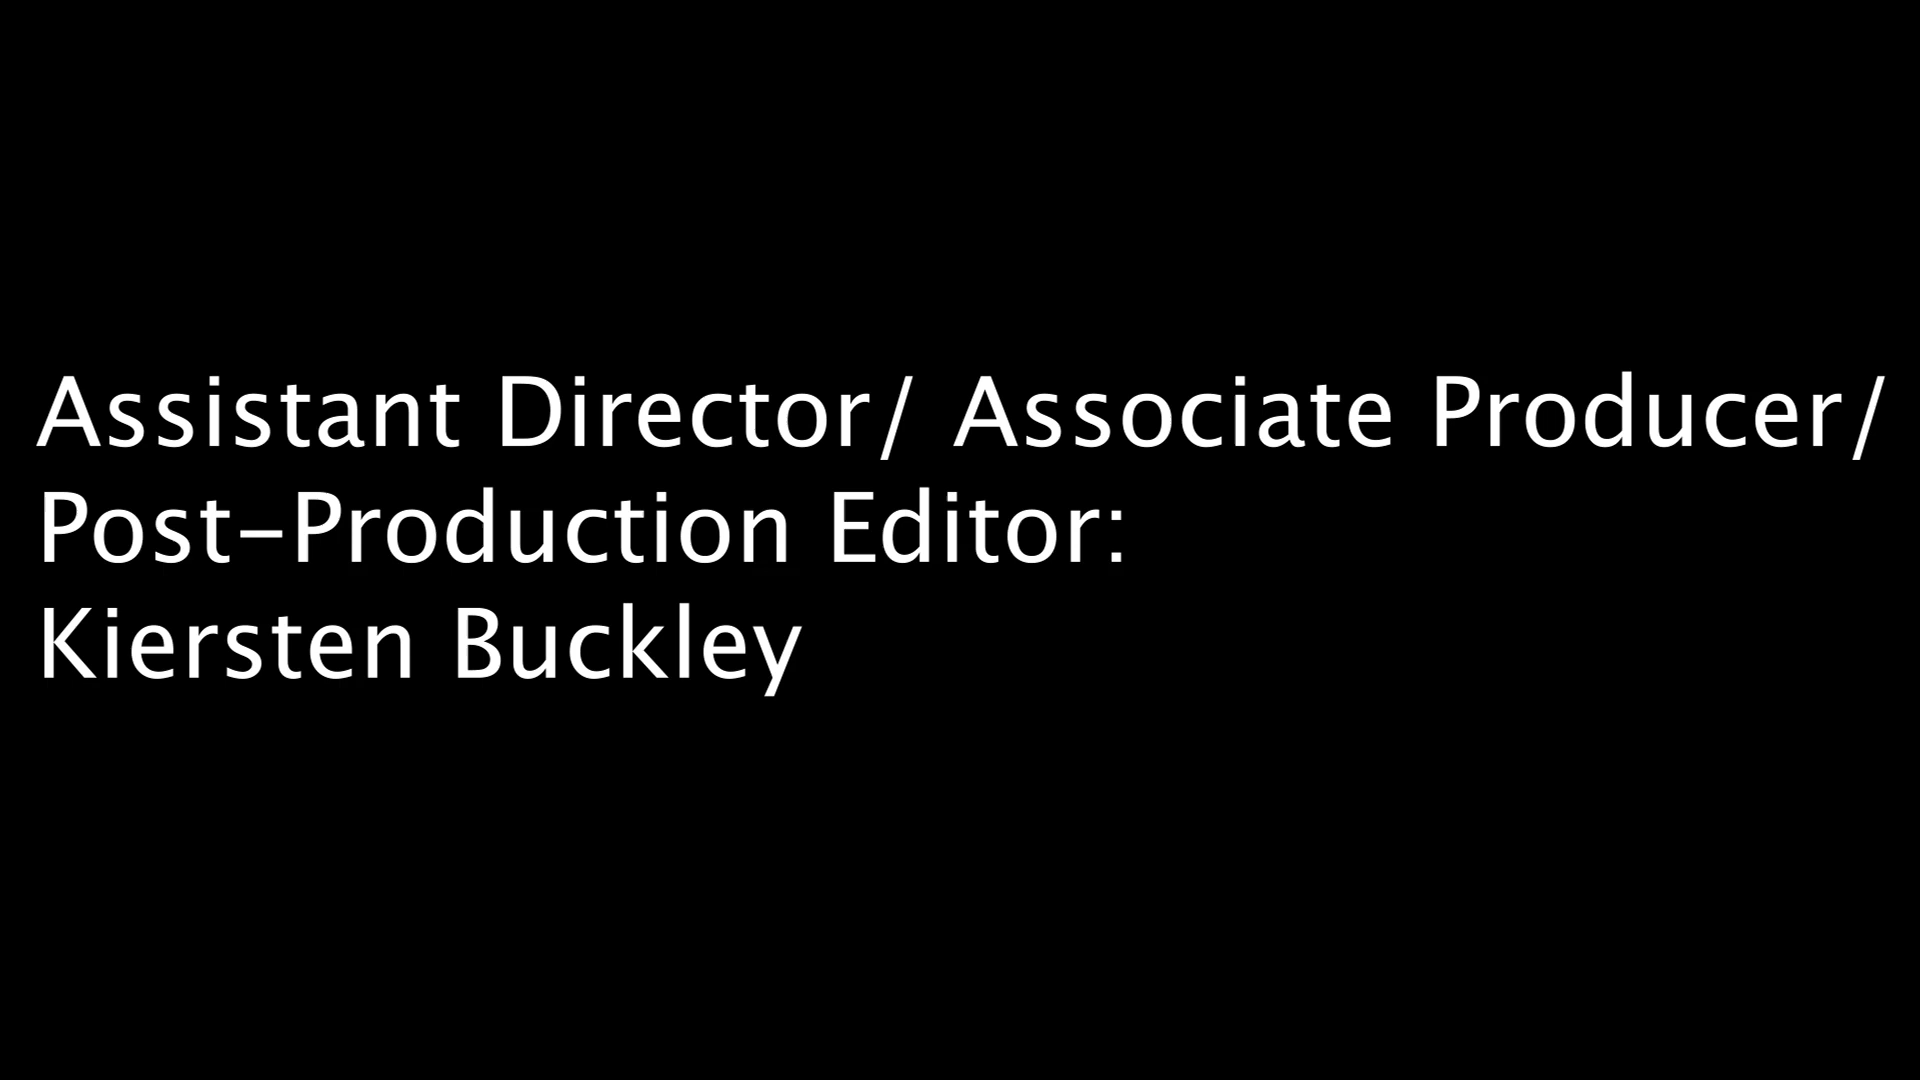 Assistant Director/ Associate Producer/
Post-Production Editor:
Kiersten Buckley